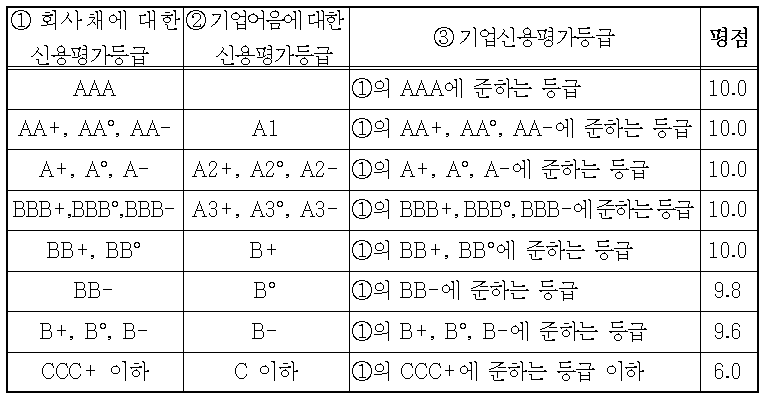 ① 회사채에 대한 신용평가등급 ② 기업어음에 대한 신용평가등급 ③ 기업신용평가등급 평점
AAA ①의 AAA에 준하는 등급 10.0
AA+, AA°, AA- A1 ①의 AA+, AA°, AA-에 준하는 등급 10.0
A+, A°, A- A2+, A2°, A2- ①의 A+, A°, A-에 준하는 등급 10.0
BBB+,BBB°,BBB- A3+, A3°, A3- ①의 BBB+,BBB°,BBB-에 준하는 등급 10.0
BB+, BB° B+ ①의 BB+, BB°에 준하는 등급 10.0
BB- B° ①의 BB-에 준하는 등급 9.8
B+, B°, B- B- ①의 B+, B°, B-에 준하는 등급 9.6
CCC+ 이하 C 이하 ①의 CCC+에 준하는 등급 이하 6.0